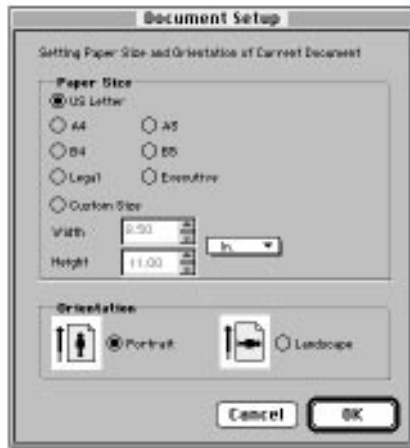 Document Setup
Setting Paper Size and Orientation of Current Document
Paper Size
US Letter
A4 A5
B4 B5
Legal Executive
Custom Size
Width 8.50
In.
Height 11.00
Orientation
Portrait Landscape
Cancel OK